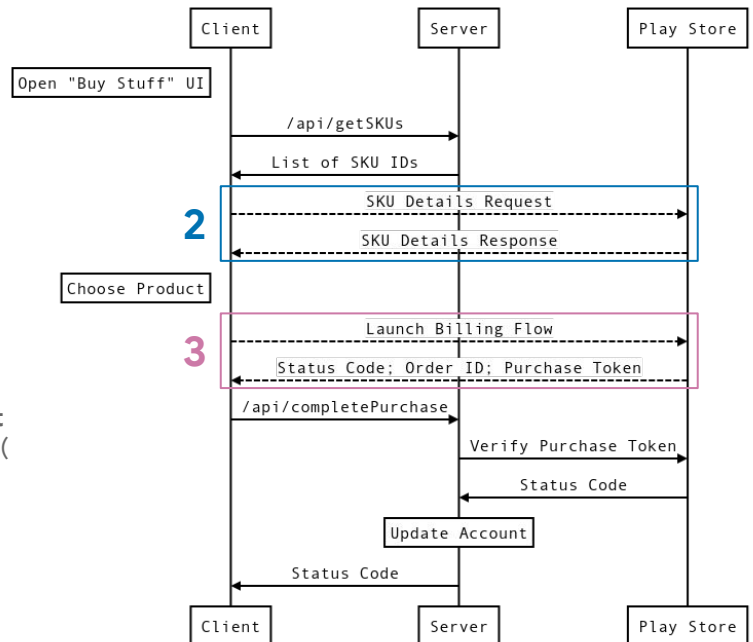 Client
Server
Play Store
Open "Buy Stuff" UI
/api/getSKUs
List of SKU IDs
2
SKU Details Request
SKU Details Response
Choose Product
3
Launch Billing Flow
Status Code; Order ID; Purchase Token
:
/api/completePurchase
(
Verify Purchase Token
Status Code
Update Account
Status Code
Client
Server
Play Store